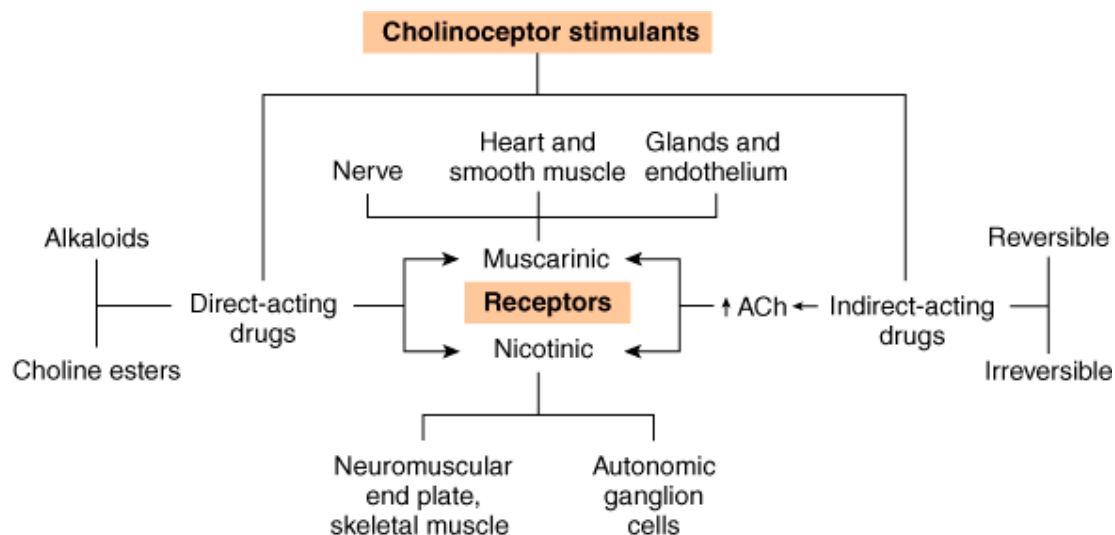 Cholinoceptor stimulants
Nerve
Heart and
smooth muscle
Glands and
endothelium
Alkaloids
Direct-acting
drugs
Choline esters
Muscarinic
Receptors
Nicotinic
↑ ACh
Indirect-acting
drugs
Reversible
Irreversible
Neuromuscular
end plate,
skeletal muscle
Autonomic
ganglion
cells